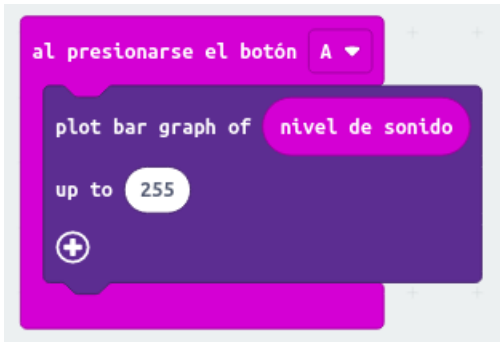 al presionarse el botón A
plot bar graph of nivel de sonido
up to 255